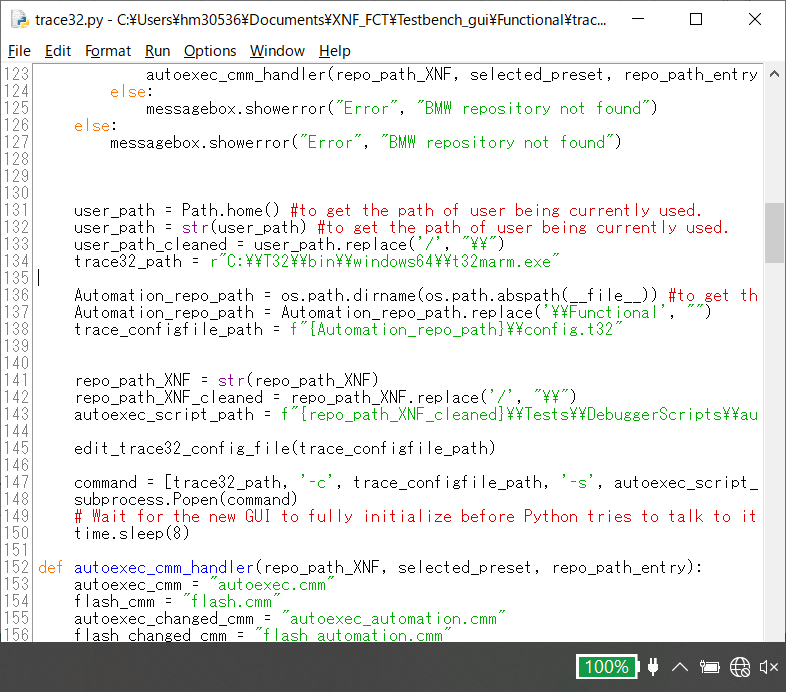 trace32.py - C:¥Users¥hm30536¥Documents¥XNF_FCT¥Testbench_gui¥Functional¥trac...
File Edit Format Run Options Window Help
123             autoexec_cmm_handler(repo_path_XNF, selected_preset, repo_path_entry
124         else:
125             messagebox.showerror("Error", "BMW repository not found")
126     else:
127         messagebox.showerror("Error", "BMW repository not found")
128
129
130
131     user_path = Path.home() #to get the path of user being currently used.
132     user_path = str(user_path) #to get the path of user being currently used.
133     user_path_cleaned = user_path.replace('/', "¥¥")
134     trace32_path = r"C:¥¥T32¥¥bin¥¥windows64¥¥t32marm.exe"
135
136     Automation_repo_path = os.path.dirname(os.path.abspath(__file__)) #to get th
137     Automation_repo_path = Automation_repo_path.replace('¥¥Functional', "")
138     trace_configfile_path = f"{Automation_repo_path}¥¥config.t32"
139
140
141     repo_path_XNF = str(repo_path_XNF)
142     repo_path_XNF_cleaned = repo_path_XNF.replace('/', "¥¥")
143     autoexec_script_path = f"{repo_path_XNF_cleaned}¥¥Tests¥¥DebuggerScripts¥¥au
144
145     edit_trace32_config_file(trace_configfile_path)
146
147     command = [trace32_path, '-c', trace_configfile_path, '-s', autoexec_script_
148     subprocess.Popen(command)
149     # Wait for the new GUI to fully initialize before Python tries to talk to it
150     time.sleep(8)
151
152 def autoexec_cmm_handler(repo_path_XNF, selected_preset, repo_path_entry):
153     autoexec_cmm = "autoexec.cmm"
154     flash_cmm = "flash.cmm"
155     autoexec_changed_cmm = "autoexec_automation.cmm"
156     flash_changed_cmm = "flash_automation.cmm"
100%